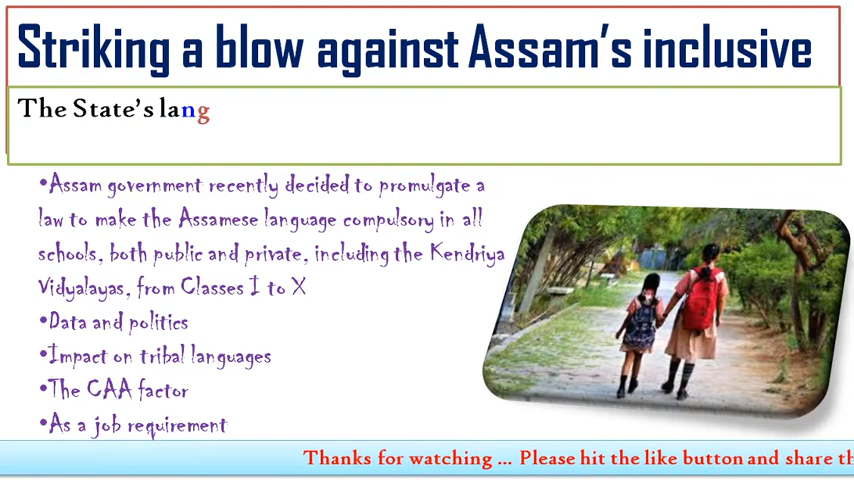 Striking a blow against Assam's inclusive
The State's lang
•Assam government recently decided to promulgate a
law to make the Assamese language compulsory in all
schools, both public and private, including the Kendriya
Vidyalayas, from Classes I to X
•Data and politics
•Impact on tribal languages
•The CAA factor
•As a job requirement
Thanks for watching ... Please hit the like button and share th